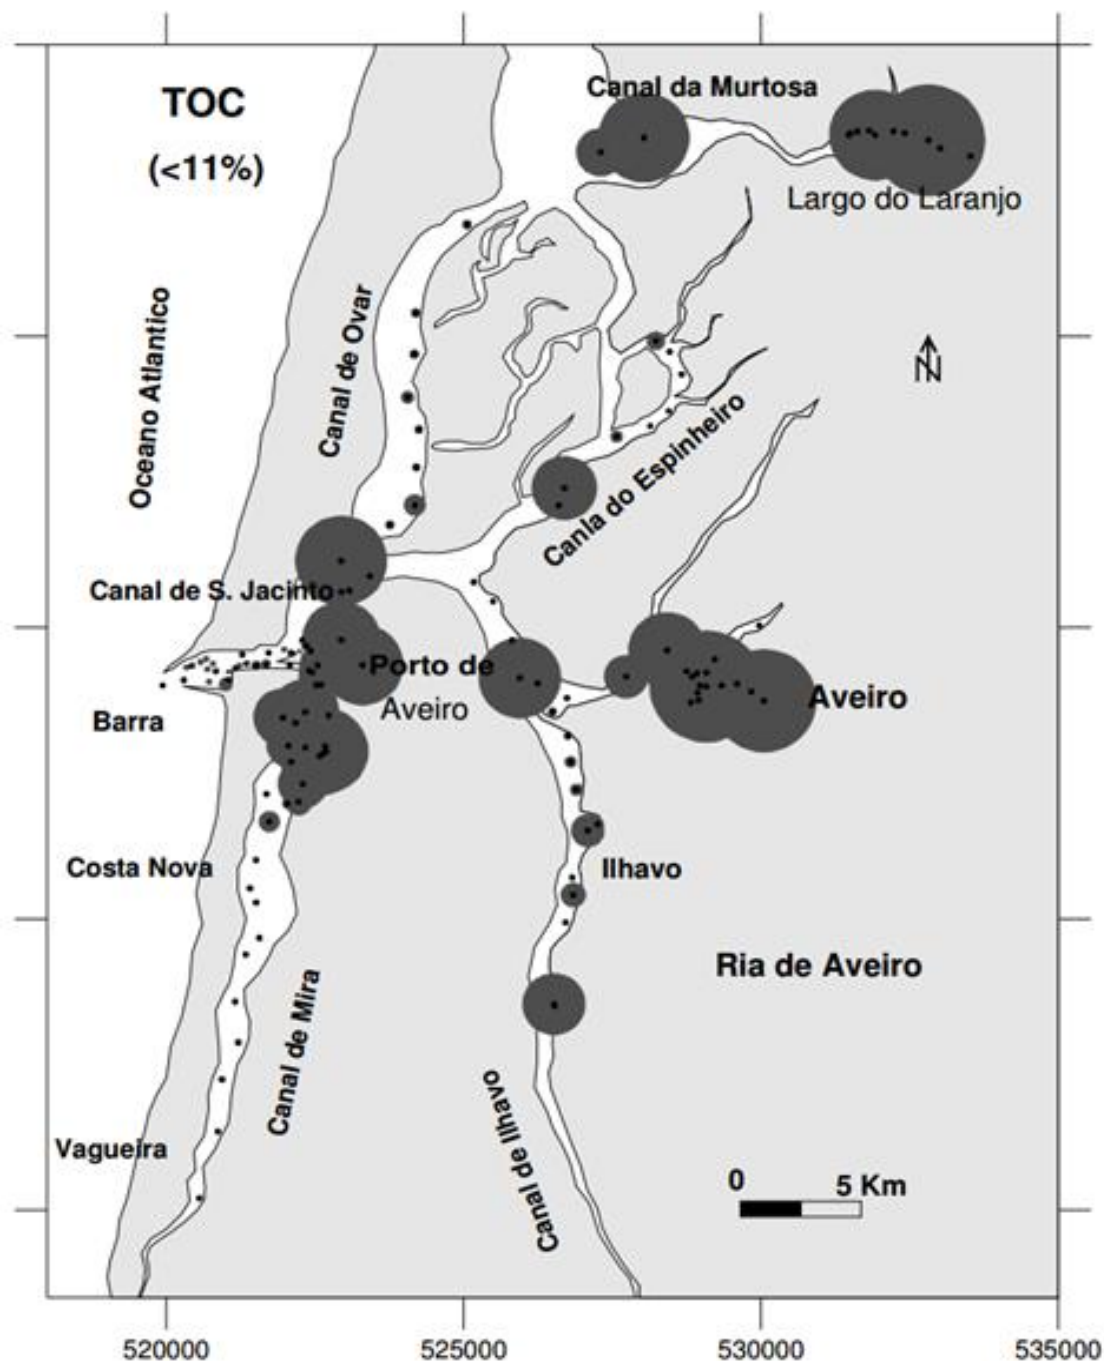 TOC
(<11%)
Canal da Murtosa
Largo do Laranjo
Oceano Atlantico
Canal de Ovar
N
Canla do Espinheiro
Canal de S. Jacinto
Porto de
Aveiro
Aveiro
Barra
Costa Nova
Ilhavo
Ria de Aveiro
Canal de Mira
Canal de Ilhavo
Vagueira
0 5 Km
520000 525000 530000 535000